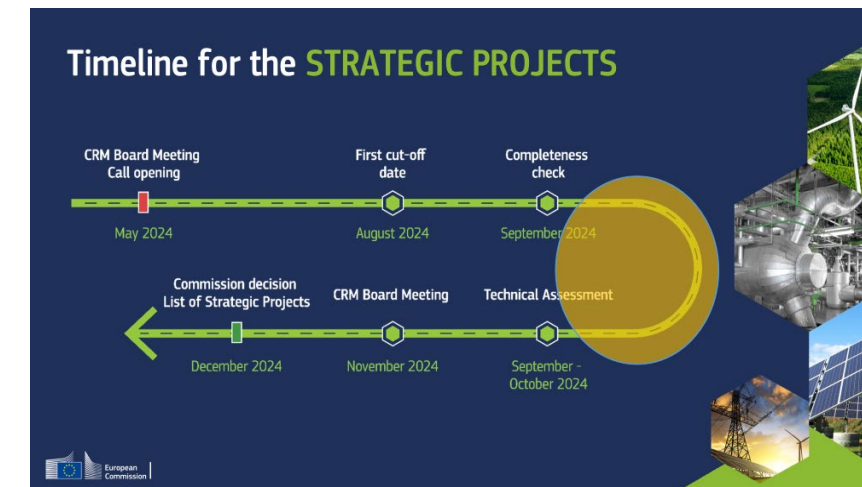 Timeline for the STRATEGIC PROJECTS
CRM Board Meeting
Call opening
First cut-off
date
Completeness
check
May 2024
August 2024
September 2024
Commission decision
List of Strategic Projects
CRM Board Meeting
Technical Assessment
December 2024
November 2024
September -
October 2024
European
Commission